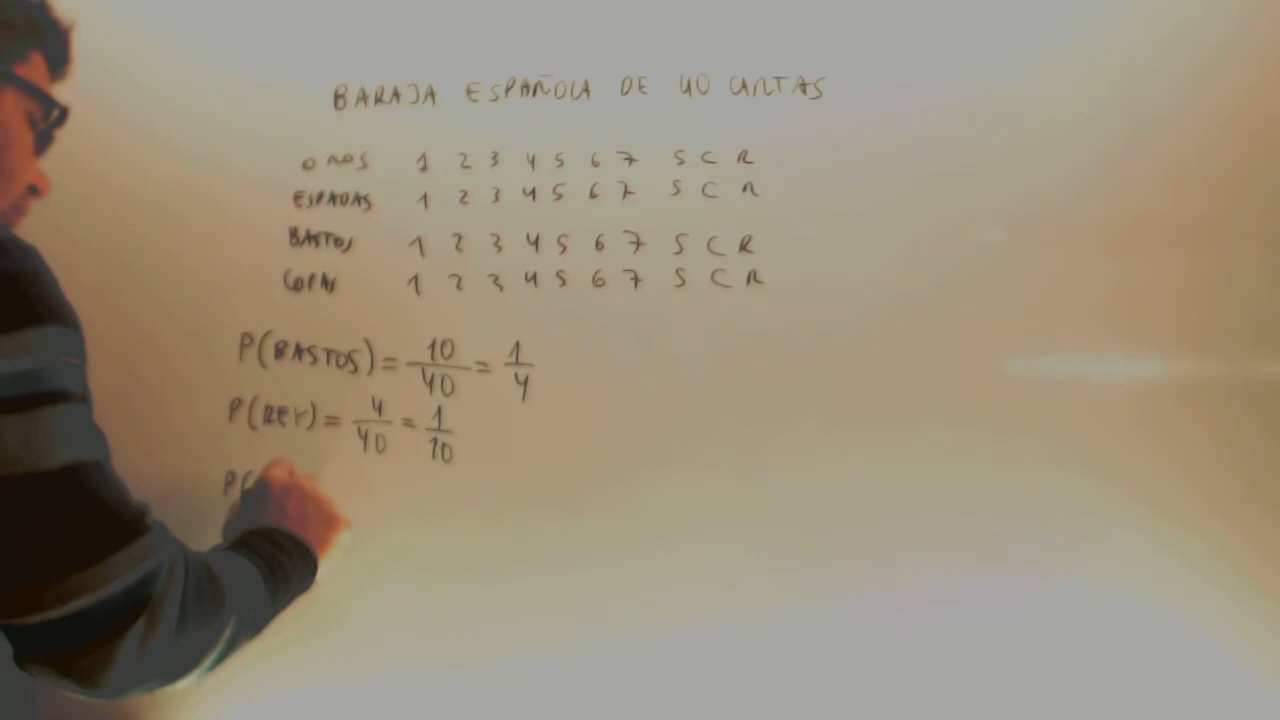 BARAJA ESPAÑOLA DE 40 CARTAS
OROS 1 2 3 4 5 6 7 S C R
ESPADAS 1 2 3 4 5 6 7 S C R
BASTOS 1 2 3 4 5 6 7 S C R
COPAS 1 2 3 4 5 6 7 S C R
P(BASTOS) = 10/40 = 1/4
P(REY) = 4/40 = 1/10
P(